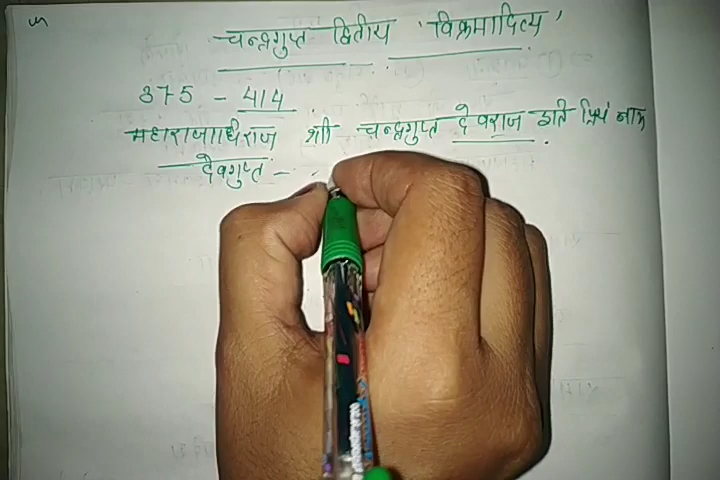 चन्द्रगुप्त द्वितीय 'विक्रमादित्य'
375 - 414
महाराजाधिराज श्री चन्द्रगुप्त देवराज इति प्रियं नाम
देवगुप्त -